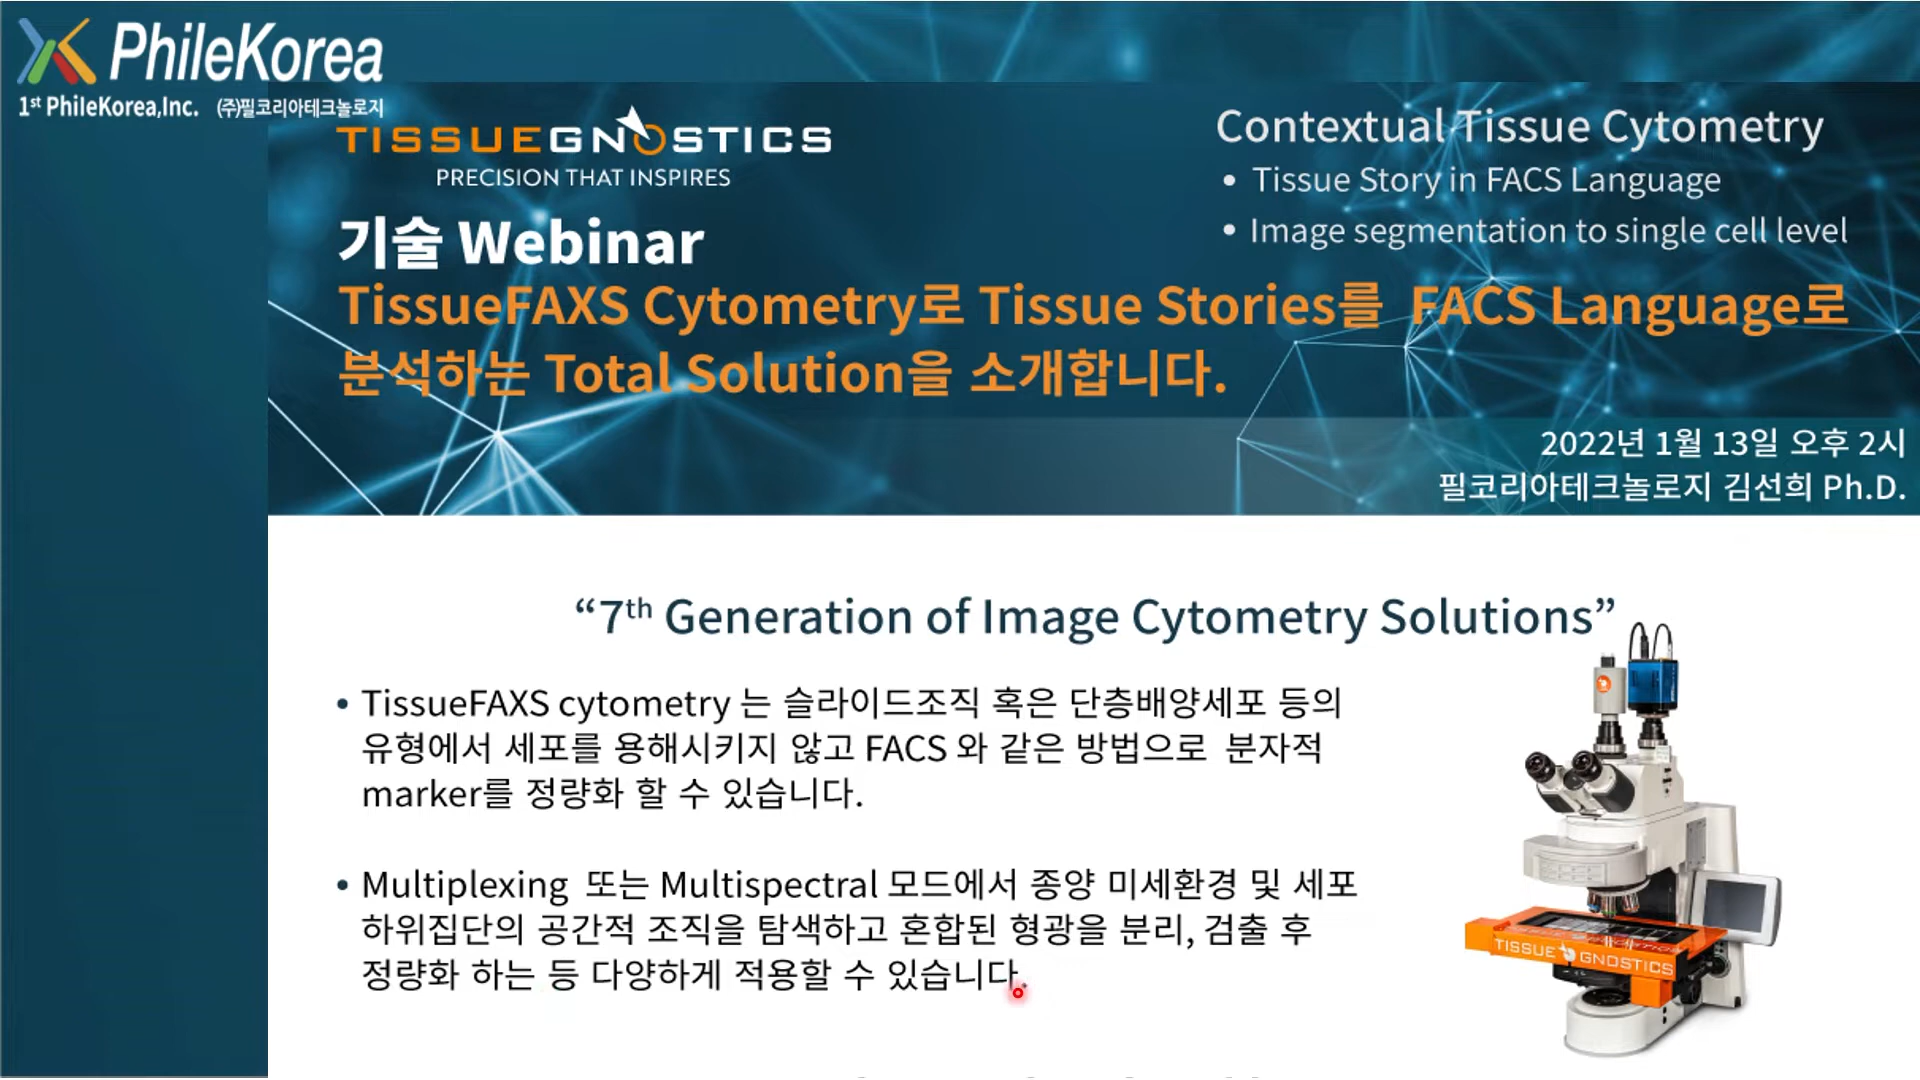 PhileKorea
1st PhileKorea,Inc. (주)필코리아테크놀로지
TISSUEGNOSTICS
PRECISION THAT INSPIRES
Contextual Tissue Cytometry
• Tissue Story in FACS Language
• Image segmentation to single cell level
기술 Webinar
TissueFAXS Cytometry로 Tissue Stories를 FACS Language로
분석하는 Total Solution을 소개합니다.
2022년 1월 13일 오후 2시
필코리아테크놀로지 김선희 Ph.D.
“7th Generation of Image Cytometry Solutions”
• TissueFAXS cytometry 는 슬라이드조직 혹은 단층배양세포 등의
유형에서 세포를 용해시키지 않고 FACS 와 같은 방법으로 분자적
marker를 정량화 할 수 있습니다.
• Multiplexing 또는 Multispectral 모드에서 종양 미세환경 및 세포
하위집단의 공간적 조직을 탐색하고 혼합된 형광을 분리, 검출 후
정량화 하는 등 다양하게 적용할 수 있습니다.
TISSUE GNOSTICS